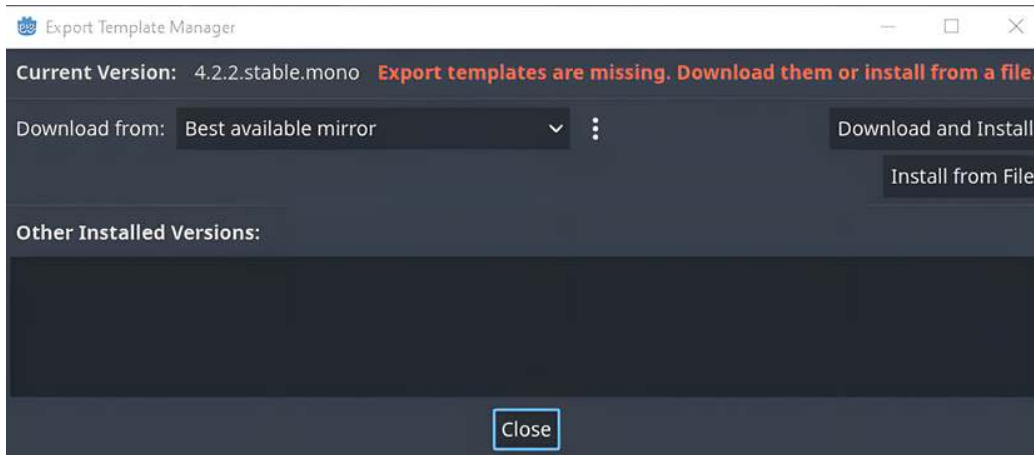 Export Template Manager
Current Version: 4.2.2.stable.mono Export templates are missing. Download them or install from a file.
Download from: Best available mirror Download and Install
Install from File
Other Installed Versions:
Close